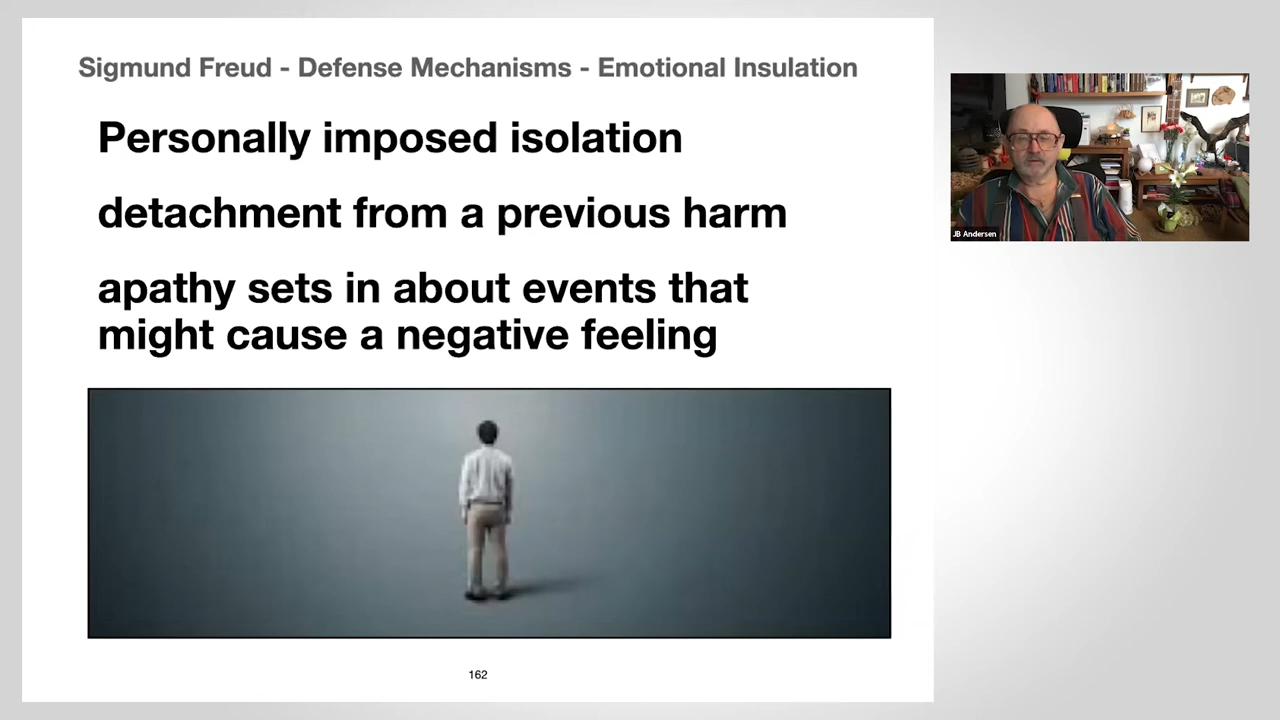 Sigmund Freud - Defense Mechanisms - Emotional Insulation
Personally imposed isolation
detachment from a previous harm
apathy sets in about events that
might cause a negative feeling
162
JB Andersen